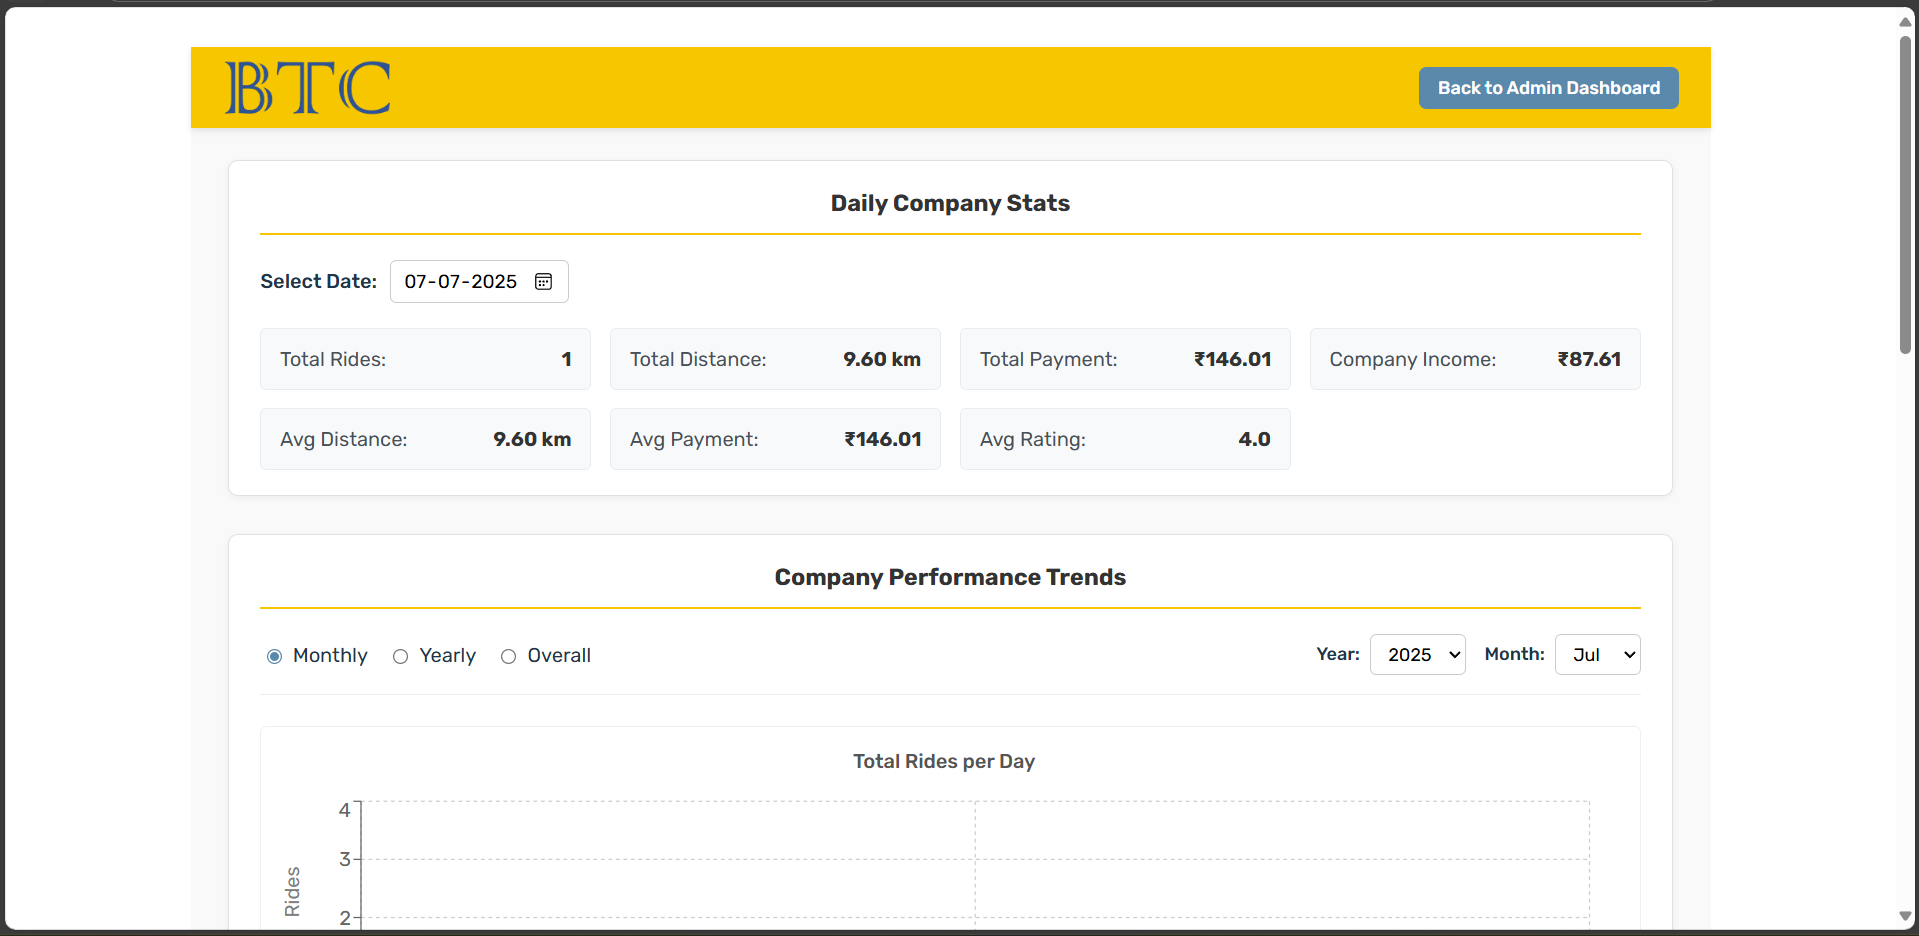 BTC
Back to Admin Dashboard
Daily Company Stats
Select Date: 07-07-2025
Total Rides: 1
Total Distance: 9.60 km
Total Payment: ₹146.01
Company Income: ₹87.61
Avg Distance: 9.60 km
Avg Payment: ₹146.01
Avg Rating: 4.0
Company Performance Trends
Monthly Yearly Overall
Year: 2025 Month: Jul
Total Rides per Day
4
3
2
Rides